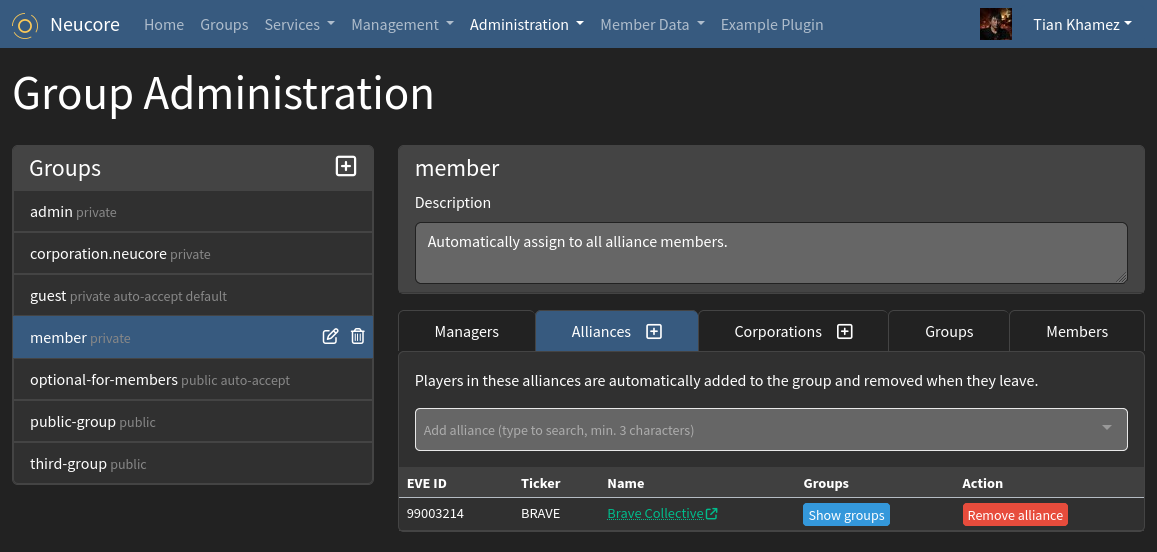 Neucore Home Groups Services Management Administration Member Data Example Plugin Tian Khamez
Group Administration
Groups
admin private
corporation.neucore private
guest private auto-accept default
member private
optional-for-members public auto-accept
public-group public
third-group public
member
Description
Automatically assign to all alliance members.
Managers Alliances Corporations Groups Members
Players in these alliances are automatically added to the group and removed when they leave.
Add alliance (type to search, min. 3 characters)
EVE ID Ticker Name Groups Action
99003214 BRAVE Brave Collective Show groups Remove alliance